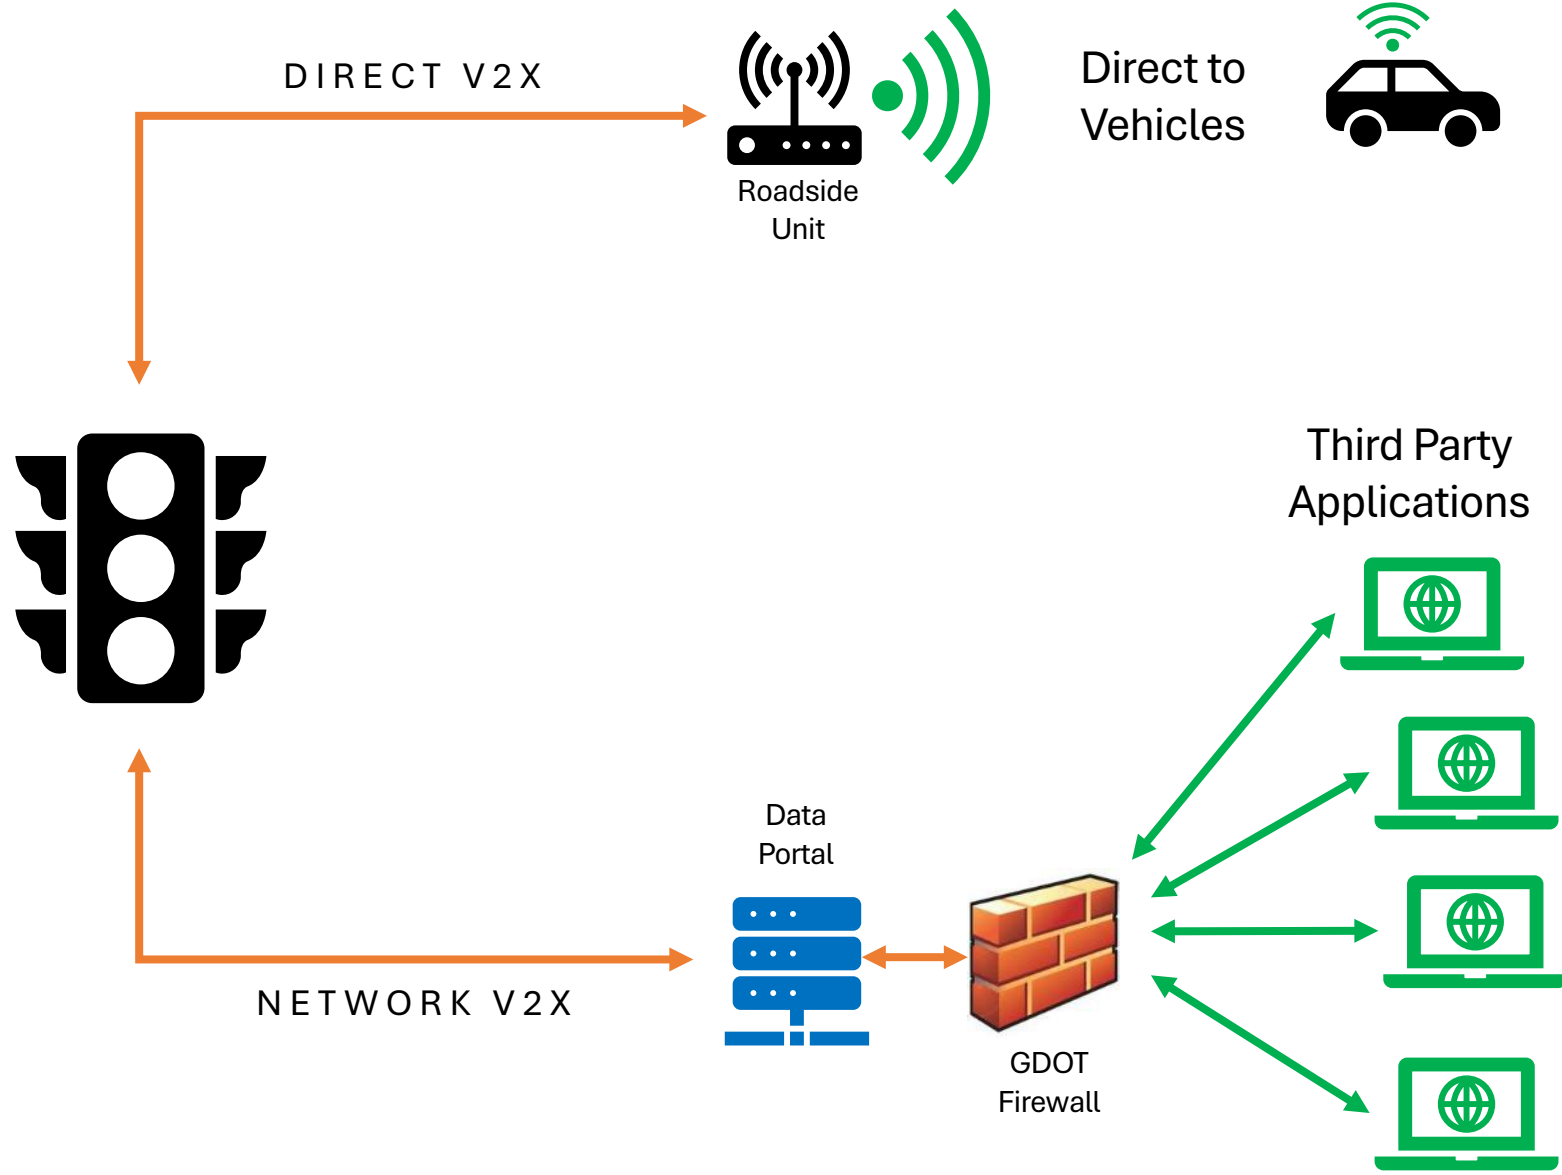 DIRECT V2X
Roadside
Unit
Direct to
Vehicles
Third Party
Applications
Data
Portal
NETWORK V2X
GDOT
Firewall